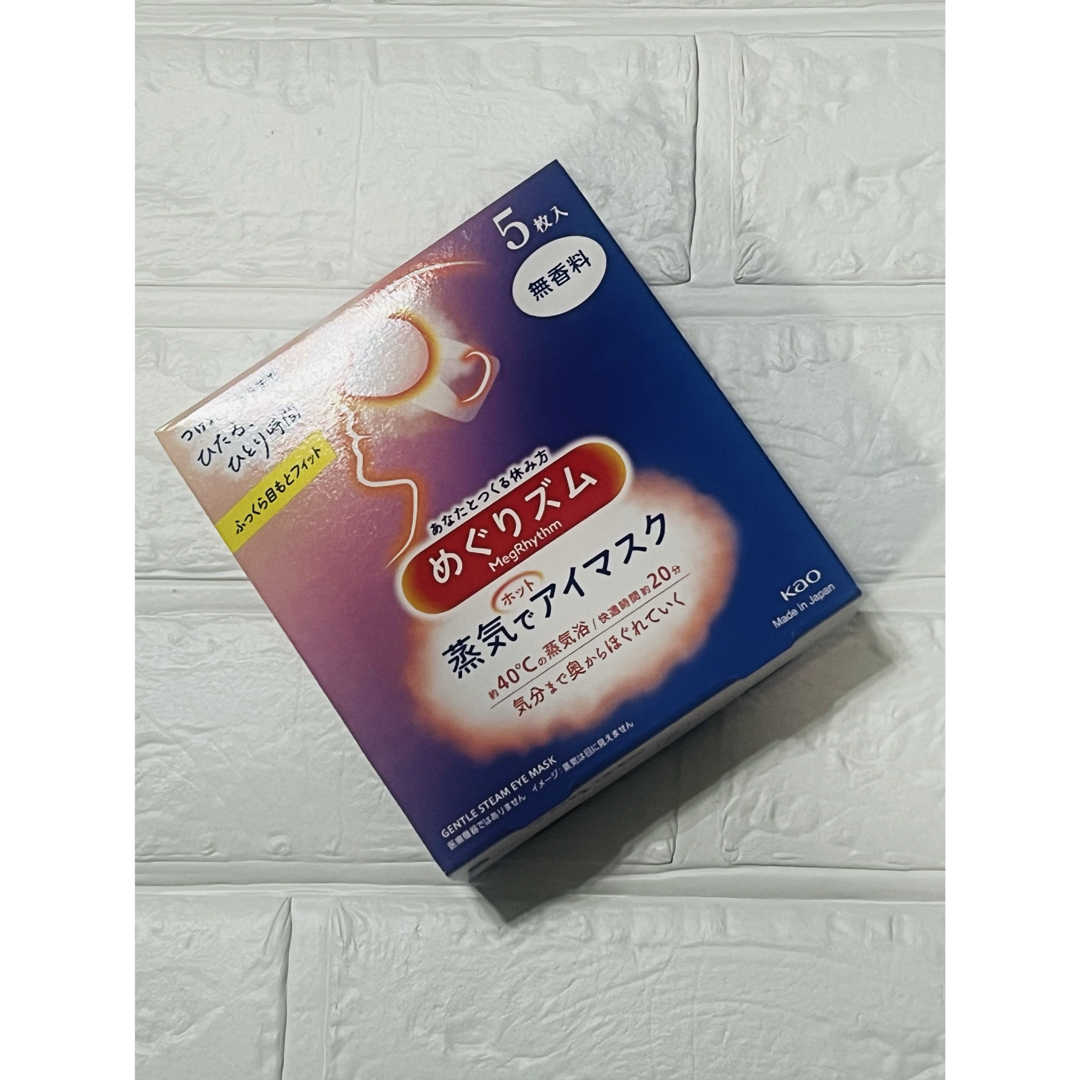 5枚入
無香料
ひたる、
ひとり時間
ふっくら目もとフィット
あなたとつくる休み方
めぐりズム
MegRhythm
蒸気でホットアイマスク
約40℃の蒸気浴/快適時間約20分
気分まで奥からほぐれていく
Kao
Made in Japan
GENTLE STEAM EYE MASK
医療機器ではありません イメージ:蒸気は目に見えません